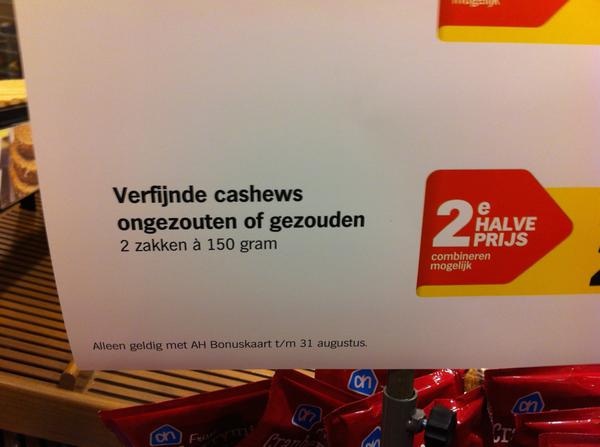 mogelijk
Verfijnde cashews
ongezouten of gezouden
2 zakken à 150 gram
2e
HALVE
PRIJS
combineren
mogelijk
Alleen geldig met AH Bonuskaart t/m 31 augustus.